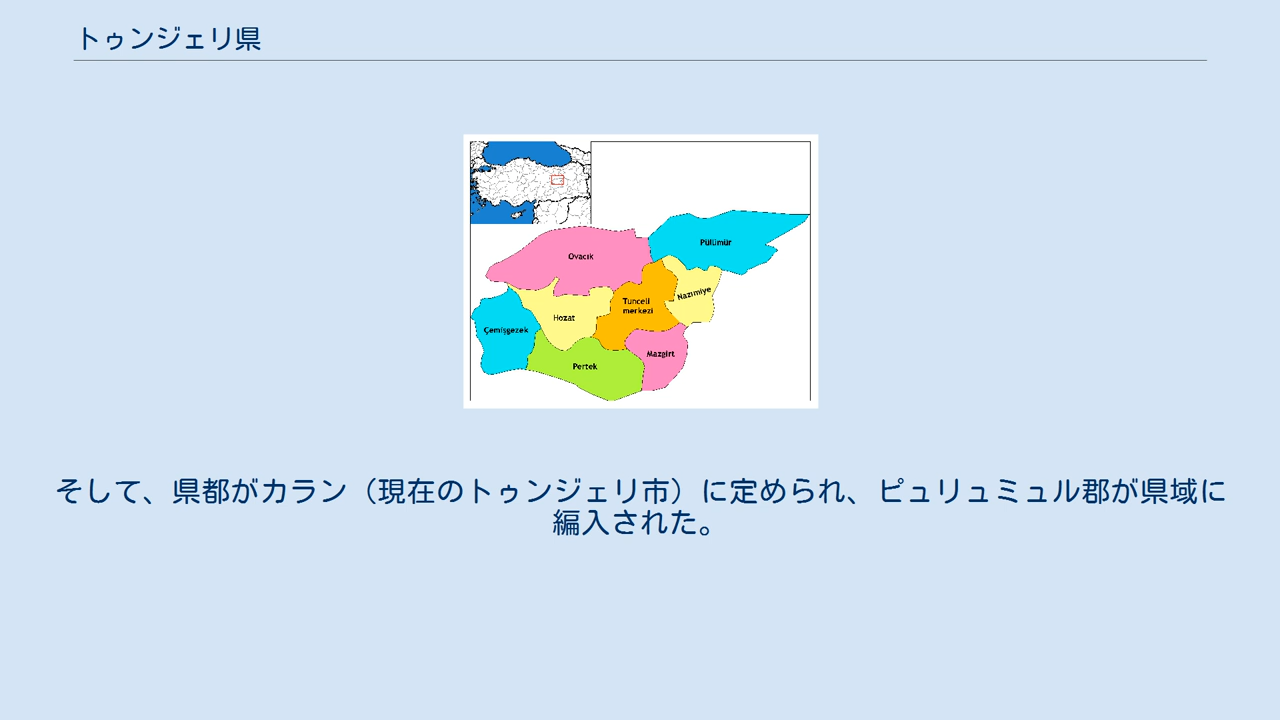 トゥンジェリ県
Pülümür
Ovacık
Nazımiye
Tunceli
merkezi
Hozat
Çemişgezek
Mazgirt
Pertek
そして、県都がカラン（現在のトゥンジェリ市）に定められ、ピュリュミュル郡が県域に
編入された。